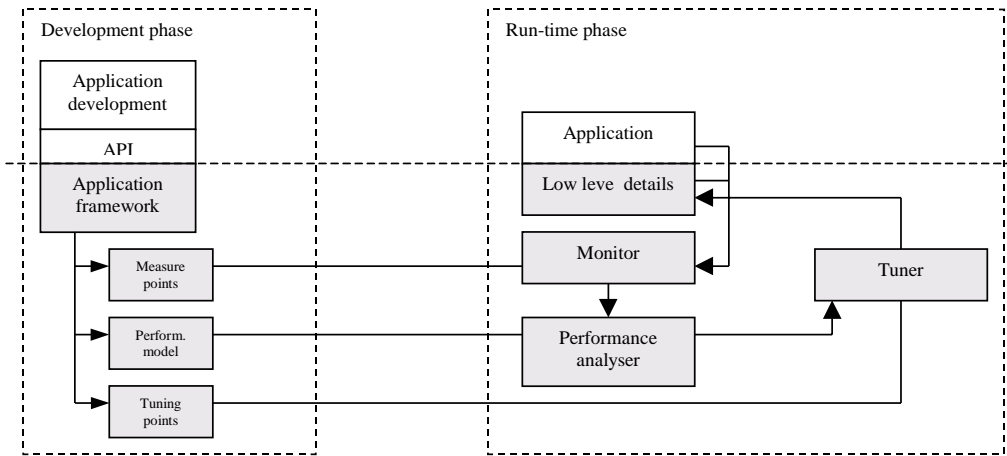 Development phase
Application
development
API
Application
framework
Measure
points
Perform.
model
Tuning
points
Run-time phase
Application
Low leve details
Monitor
Performance
analyser
Tuner